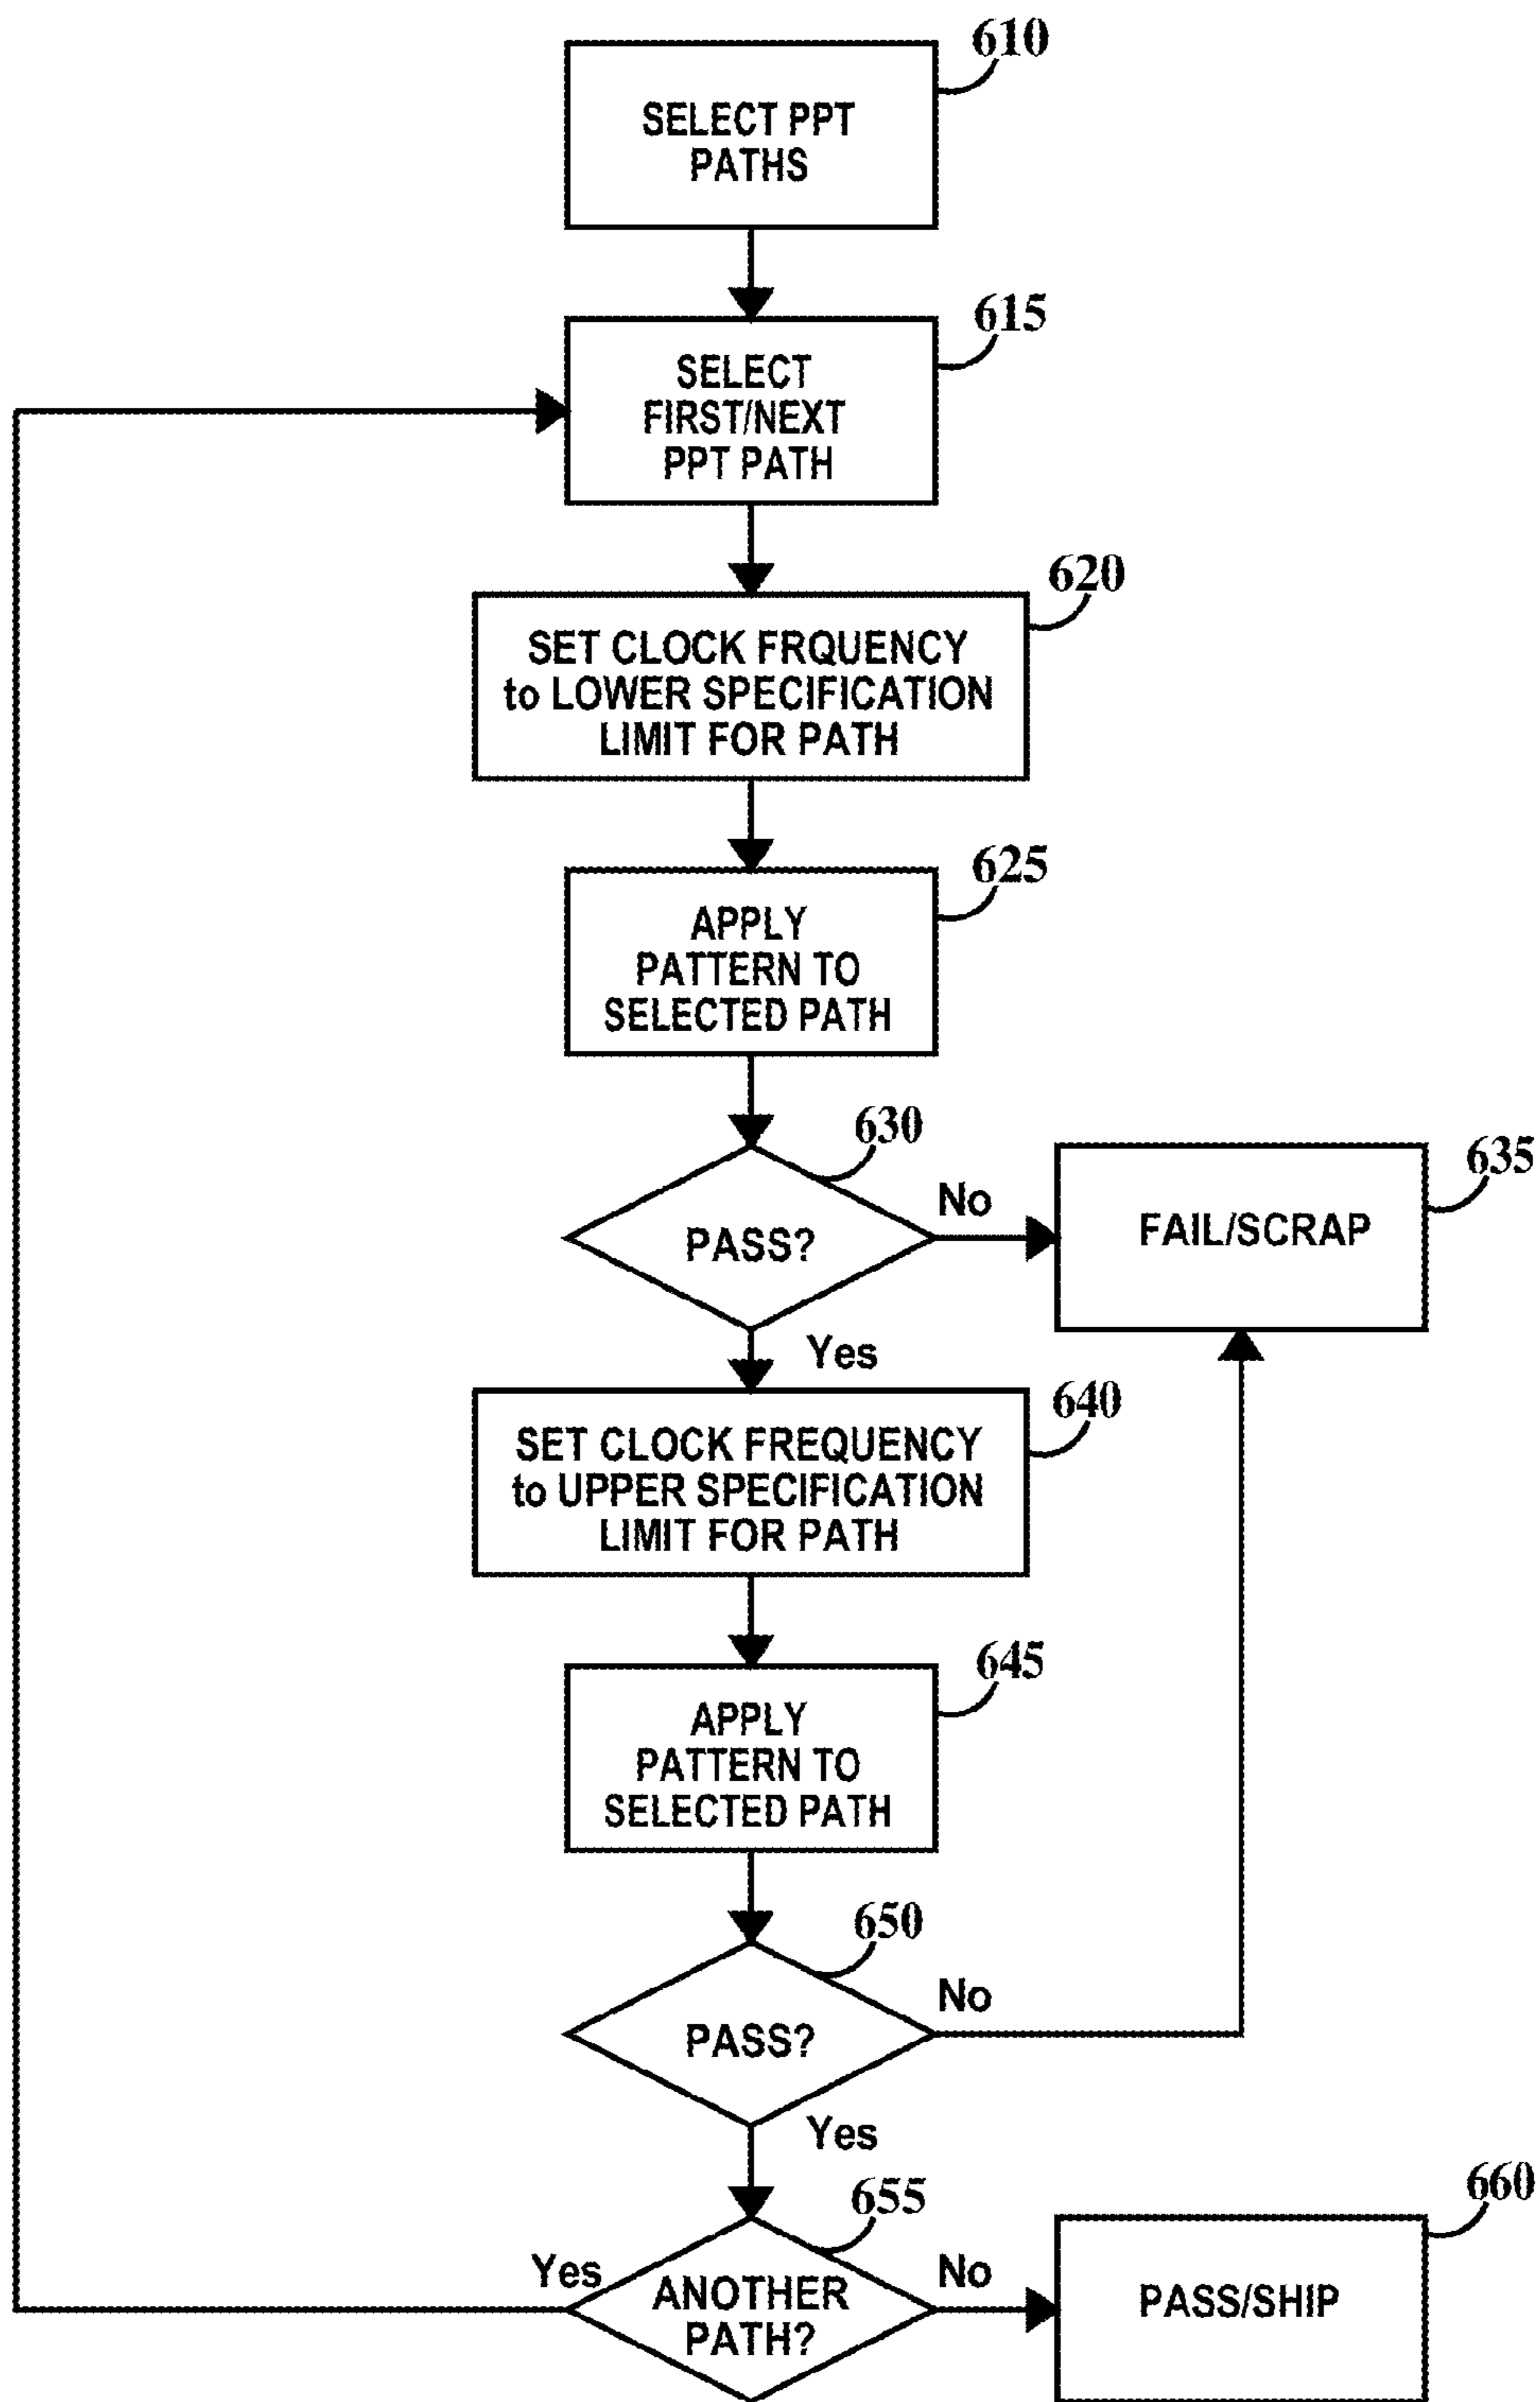 610
SELECT PPT
PATHS
615
SELECT
FIRST/NEXT
PPT PATH
620
SET CLOCK FRQUENCY
to LOWER SPECIFICATION
LIMIT FOR PATH
625
APPLY
PATTERN TO
SELECTED PATH
630
PASS?
No
635
FAIL/SCRAP
Yes
640
SET CLOCK FREQUENCY
to UPPER SPECIFICATION
LIMIT FOR PATH
645
APPLY
PATTERN TO
SELECTED PATH
650
PASS?
No
Yes
655
Yes
ANOTHER
PATH?
No
660
PASS/SHIP